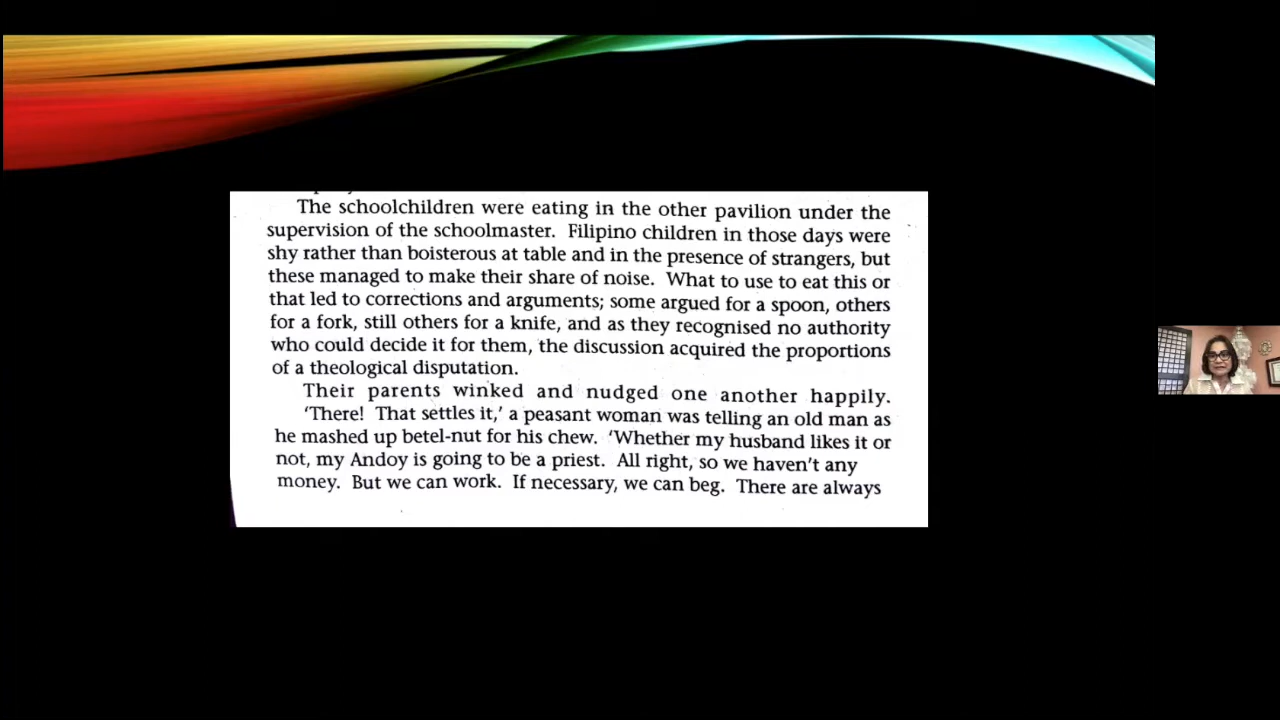 The schoolchildren were eating in the other pavilion under the
supervision of the schoolmaster. Filipino children in those days were
shy rather than boisterous at table and in the presence of strangers, but
these managed to make their share of noise. What to use to eat this or
that led to corrections and arguments; some argued for a spoon, others
for a fork, still others for a knife, and as they recognised no authority
who could decide it for them, the discussion acquired the proportions
of a theological disputation.
Their parents winked and nudged one another happily.
‘There! That settles it,’ a peasant woman was telling an old man as
he mashed up betel-nut for his chew. ‘Whether my husband likes it or
not, my Andoy is going to be a priest. All right, so we haven’t any
money. But we can work. If necessary, we can beg. There are always